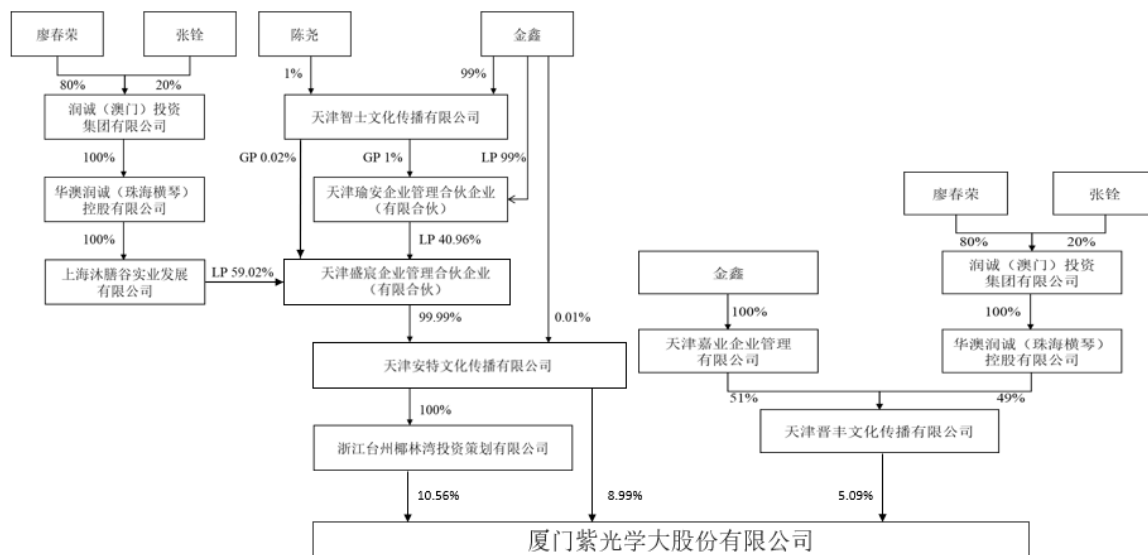 廖春荣
张铨
陈尧
金鑫
80%
20%
1%
99%
润诚（澳门）投资
集团有限公司
天津智士文化传播有限公司
100%
GP 0.02%
GP 1%
LP 99%
华澳润诚（珠海横琴）
控股有限公司
天津瑜安企业管理合伙企业
（有限合伙）
廖春荣
张铨
100%
LP 40.96%
80%
20%
上海沐膳谷实业发展
有限公司
LP 59.02%
天津盛宸企业管理合伙企业
（有限合伙）
金鑫
润诚（澳门）投资
集团有限公司
99.99%
0.01%
100%
100%
天津安特文化传播有限公司
天津嘉业企业管理
有限公司
华澳润诚（珠海横琴）
控股有限公司
100%
51%
49%
浙江台州椰林湾投资策划有限公司
天津晋丰文化传播有限公司
10.56%
8.99%
5.09%
厦门紫光学大股份有限公司